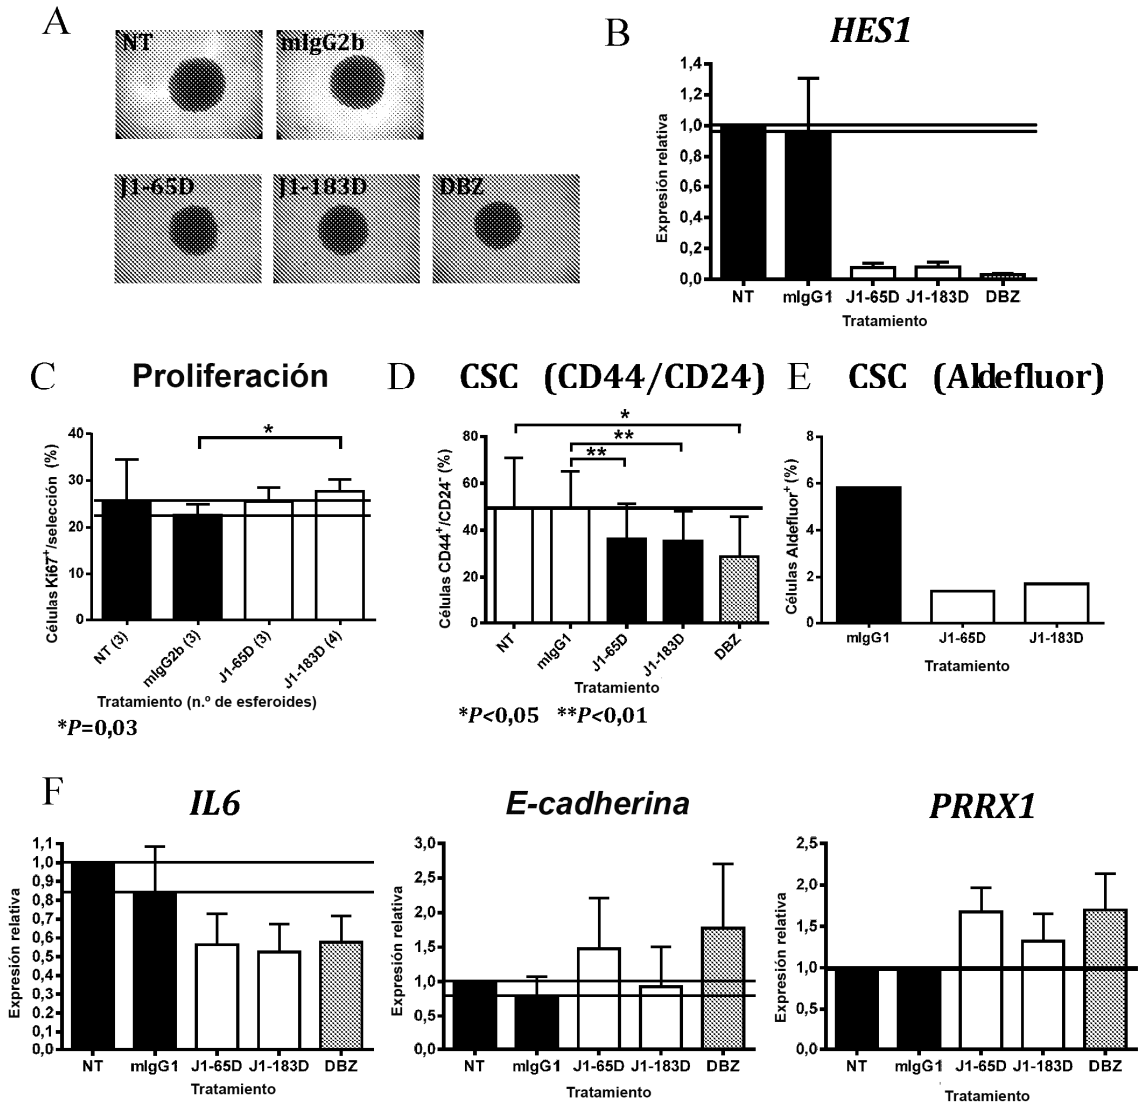 A
NT
mIgG2b
J1-65D
J1-183D
DBZ
B
HES1
Expresión relativa
1,4
1,2
1,0
0,8
0,6
0,4
0,2
0,0
NT
mIgG1
J1-65D
J1-183D
DBZ
Tratamiento
C
Proliferación
Células Ki67+/selección (%)
40
30
20
10
0
NT (3)
mIgG2b (3)
J1-65D (3)
J1-183D (4)
*
Tratamiento (n.º de esferoides)
*P=0,03
D
CSC (CD44/CD24)
Células CD44+/CD24- (%)
80
60
40
20
0
*
**
**
NT
mIgG1
J1-65D
J1-183D
DBZ
Tratamiento
*P<0,05 **P<0,01
E
CSC (Aldefluor)
Células Aldefluor+ (%)
8
6
4
2
0
mIgG1
J1-65D
J1-183D
Tratamiento
F
IL6
Expresión relativa
1,1
1,0
0,9
0,8
0,7
0,6
0,5
0,4
0,3
0,2
0,1
0,0
NT
mIgG1
J1-65D
J1-183D
DBZ
Tratamiento
E-cadherina
Expresión relativa
3,0
2,5
2,0
1,5
1,0
0,5
0,0
NT
mIgG1
J1-65D
J1-183D
DBZ
Tratamiento
PRRX1
Expresión relativa
2,5
2,0
1,5
1,0
0,5
0,0
NT
mIgG1
J1-65D
J1-183D
DBZ
Tratamiento